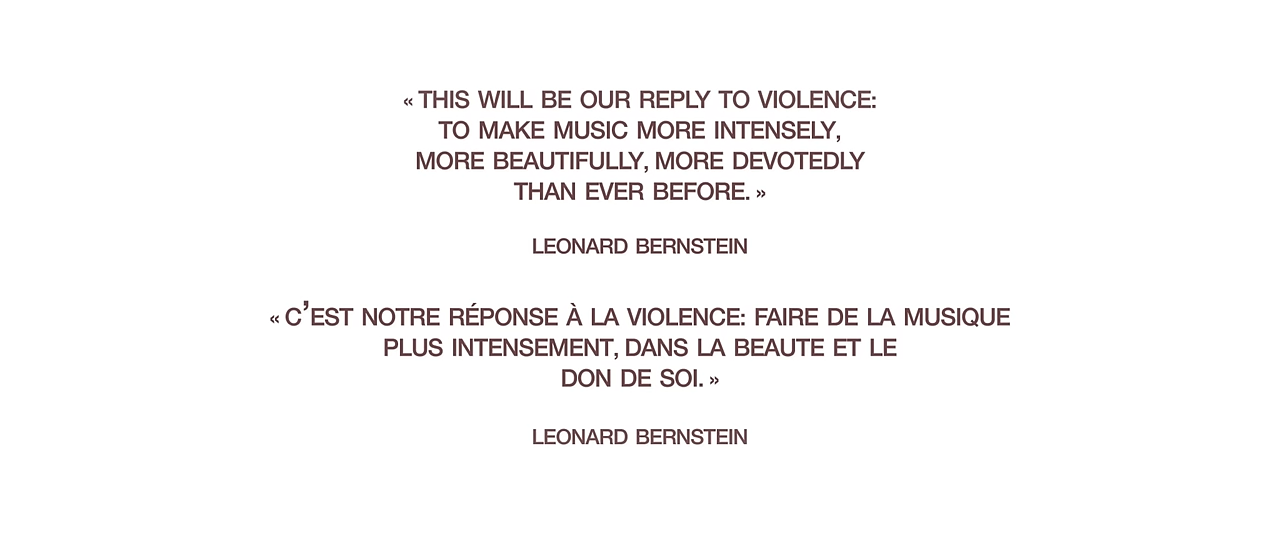 « THIS WILL BE OUR REPLY TO VIOLENCE:
TO MAKE MUSIC MORE INTENSELY,
MORE BEAUTIFULLY, MORE DEVOTEDLY
THAN EVER BEFORE. »
LEONARD BERNSTEIN
« C’EST NOTRE RÉPONSE À LA VIOLENCE: FAIRE DE LA MUSIQUE
PLUS INTENSEMENT, DANS LA BEAUTE ET LE
DON DE SOI. »
LEONARD BERNSTEIN